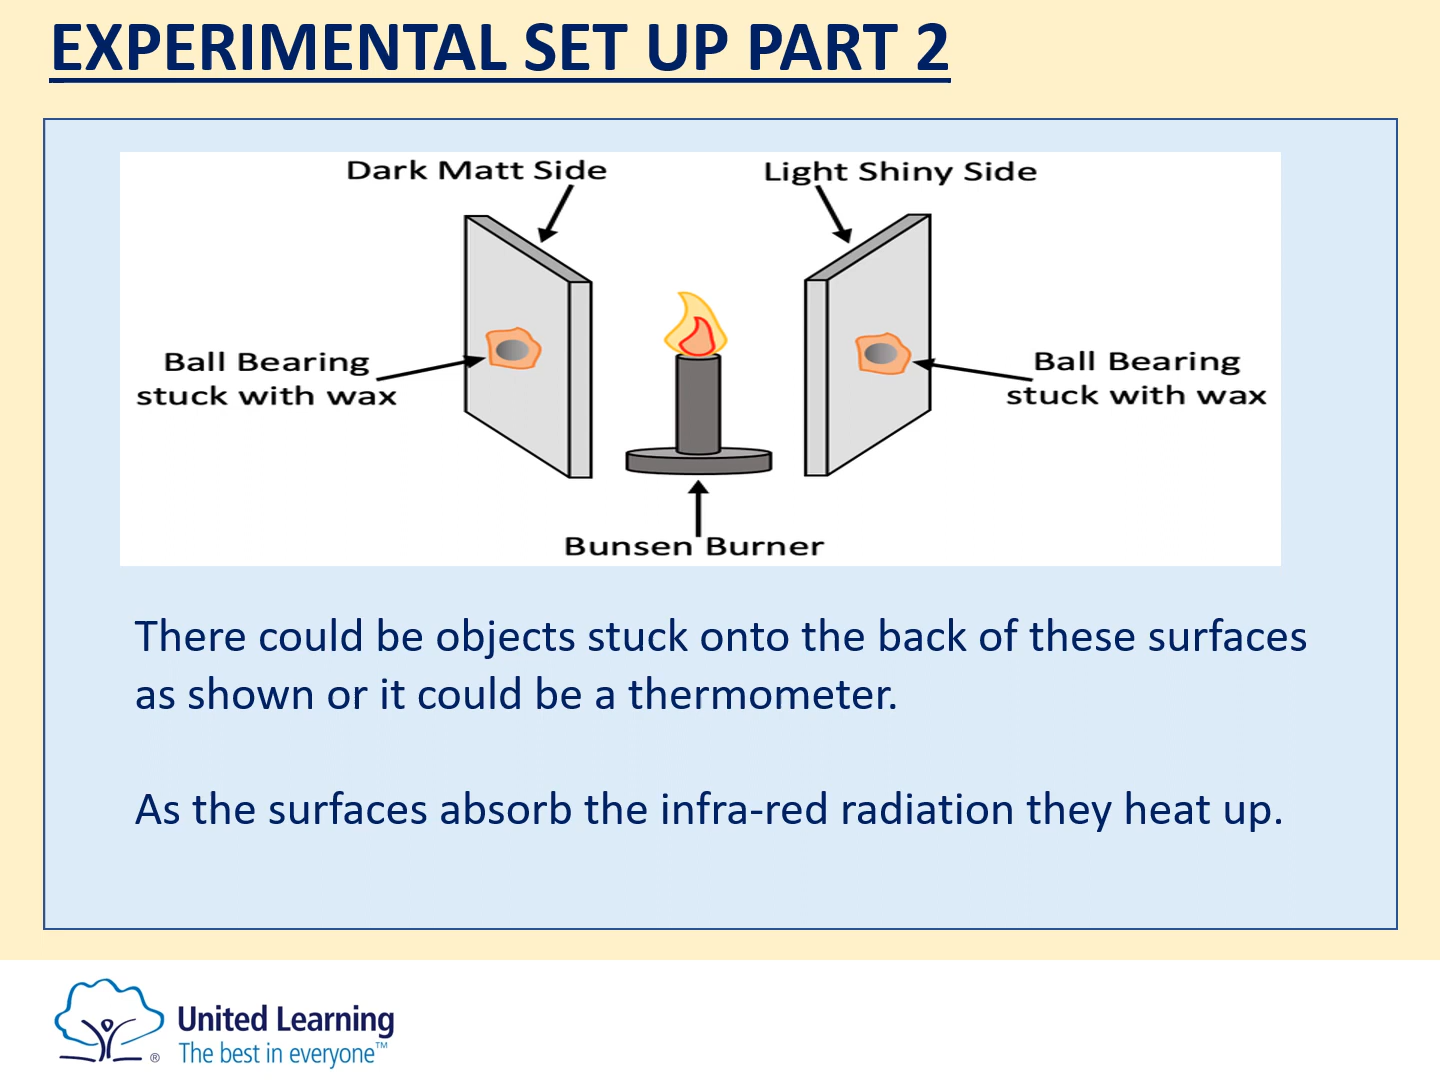 EXPERIMENTAL SET UP PART 2
Dark Matt Side
Light Shiny Side
Ball Bearing
stuck with wax
Ball Bearing
stuck with wax
Bunsen Burner
There could be objects stuck onto the back of these surfaces
as shown or it could be a thermometer.
As the surfaces absorb the infra-red radiation they heat up.
United Learning
The best in everyone™
®